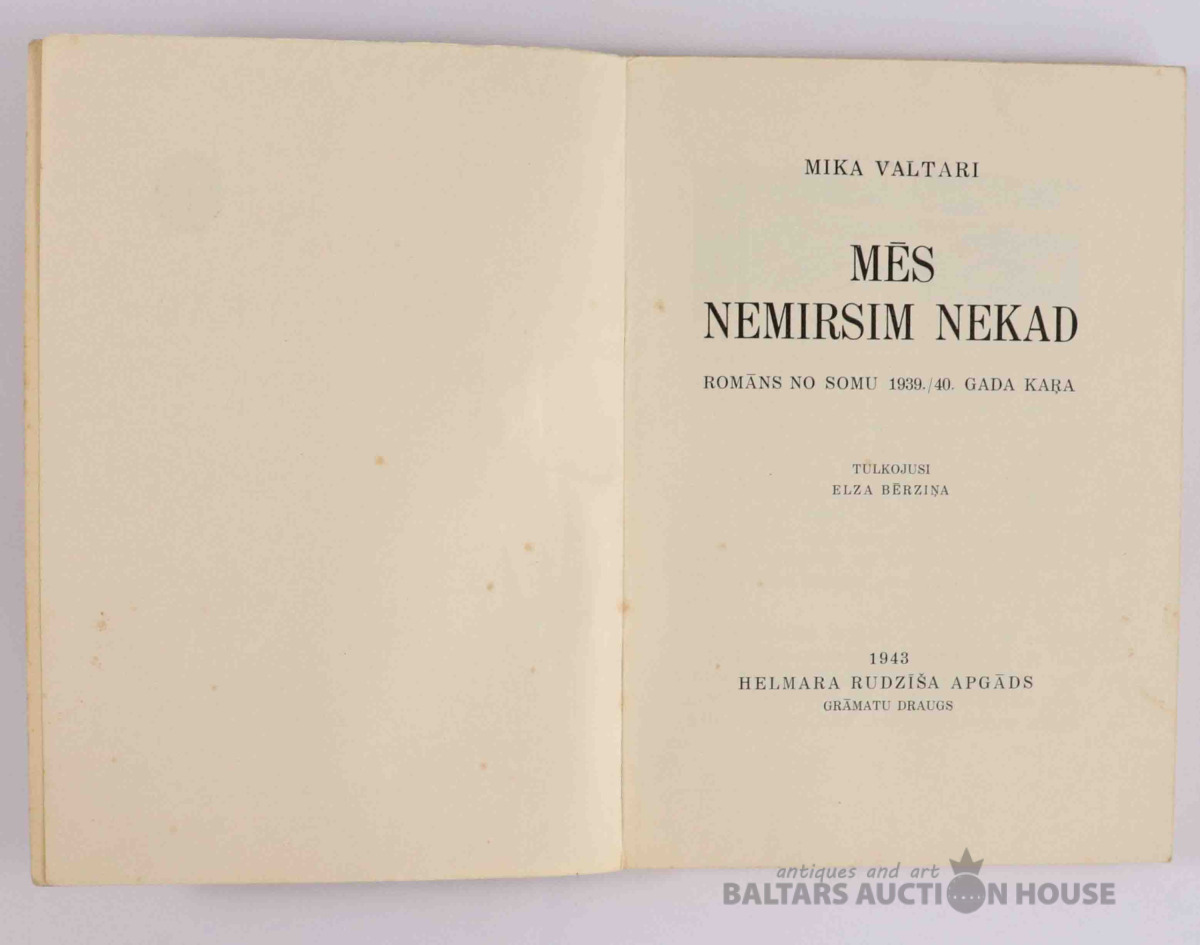 MIKA VALTARI
MĒS
NEMIRSIM NEKAD
ROMĀNS NO SOMU 1939./40. GADA KAŖA
TULKOJUSI
ELZA BĒRZIŅA
1943
HELMARA RUDZĪŠA APGĀDS
GRĀMATU DRAUGS
antiques and art
BALTARS AUCTION HOUSE